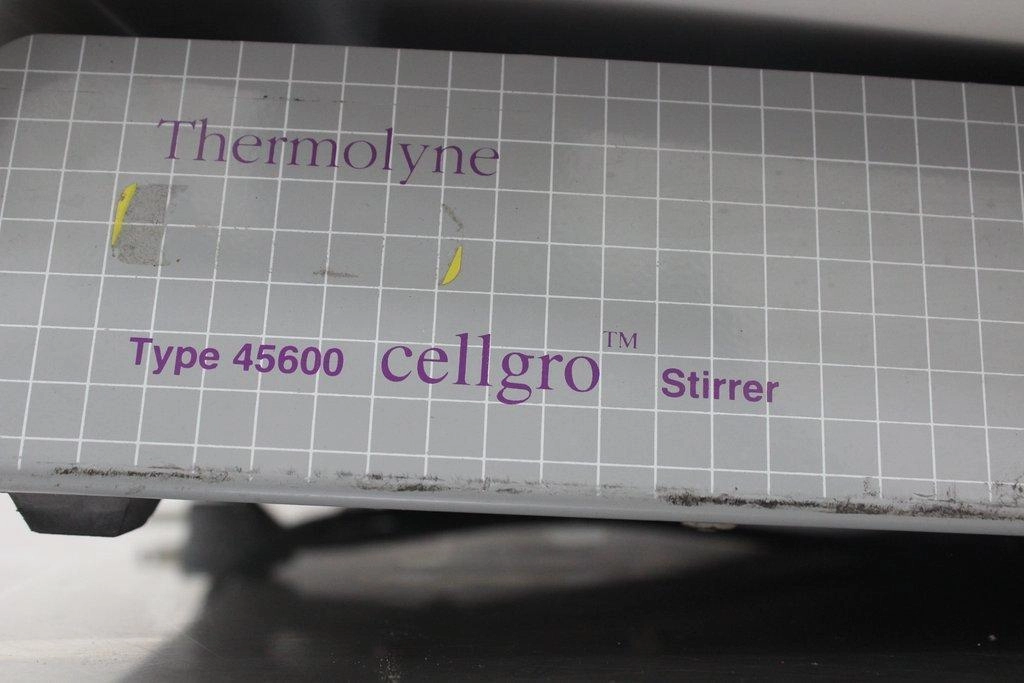 Thermolyne
Type 45600 cellgro™ Stirrer